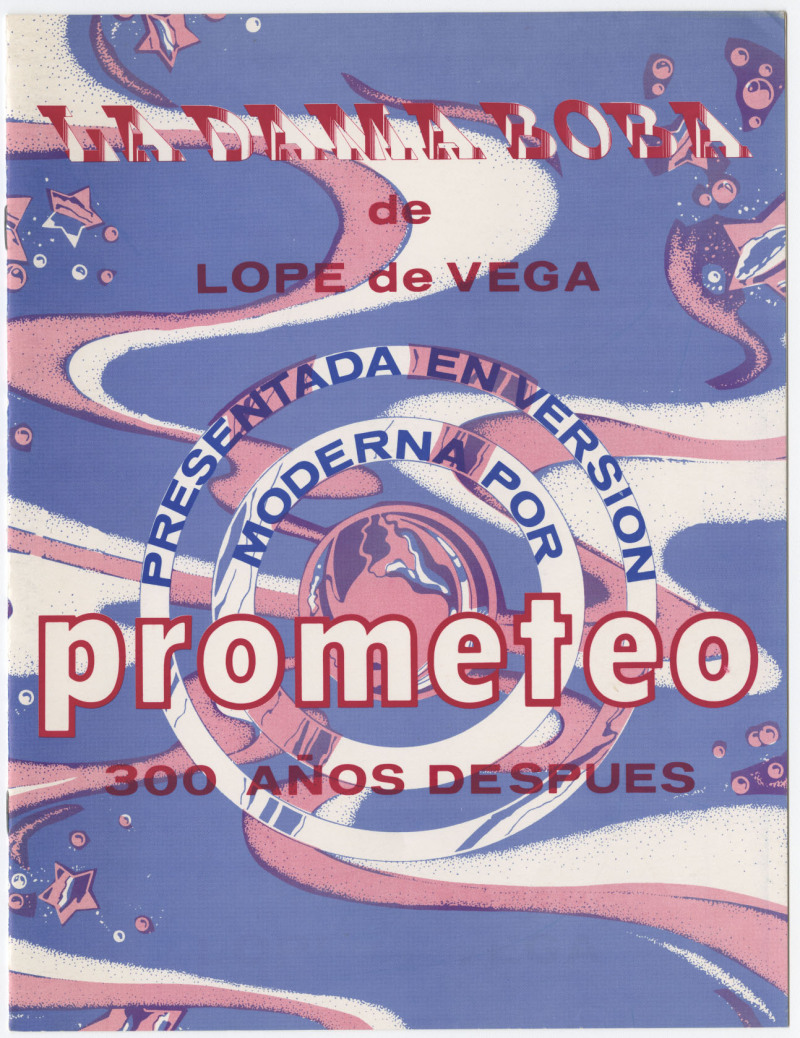 LA DAMA BOBA
de
LOPE de VEGA
PRESENTADA EN VERSION
MODERNA POR
prometeo
300 AÑOS DESPUES